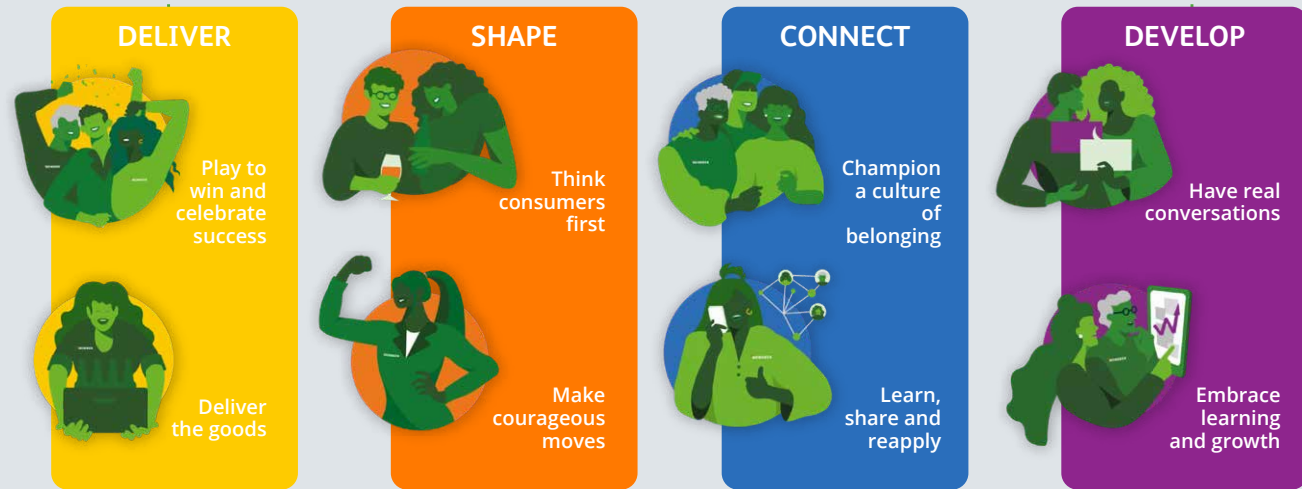 DELIVER
Play to
win and
celebrate
success
Deliver
the goods
SHAPE
Think
consumers
first
Make
courageous
moves
CONNECT
Champion
a culture
of
belonging
Learn,
share and
reapply
DEVELOP
Have real
conversations
Embrace
learning
and growth